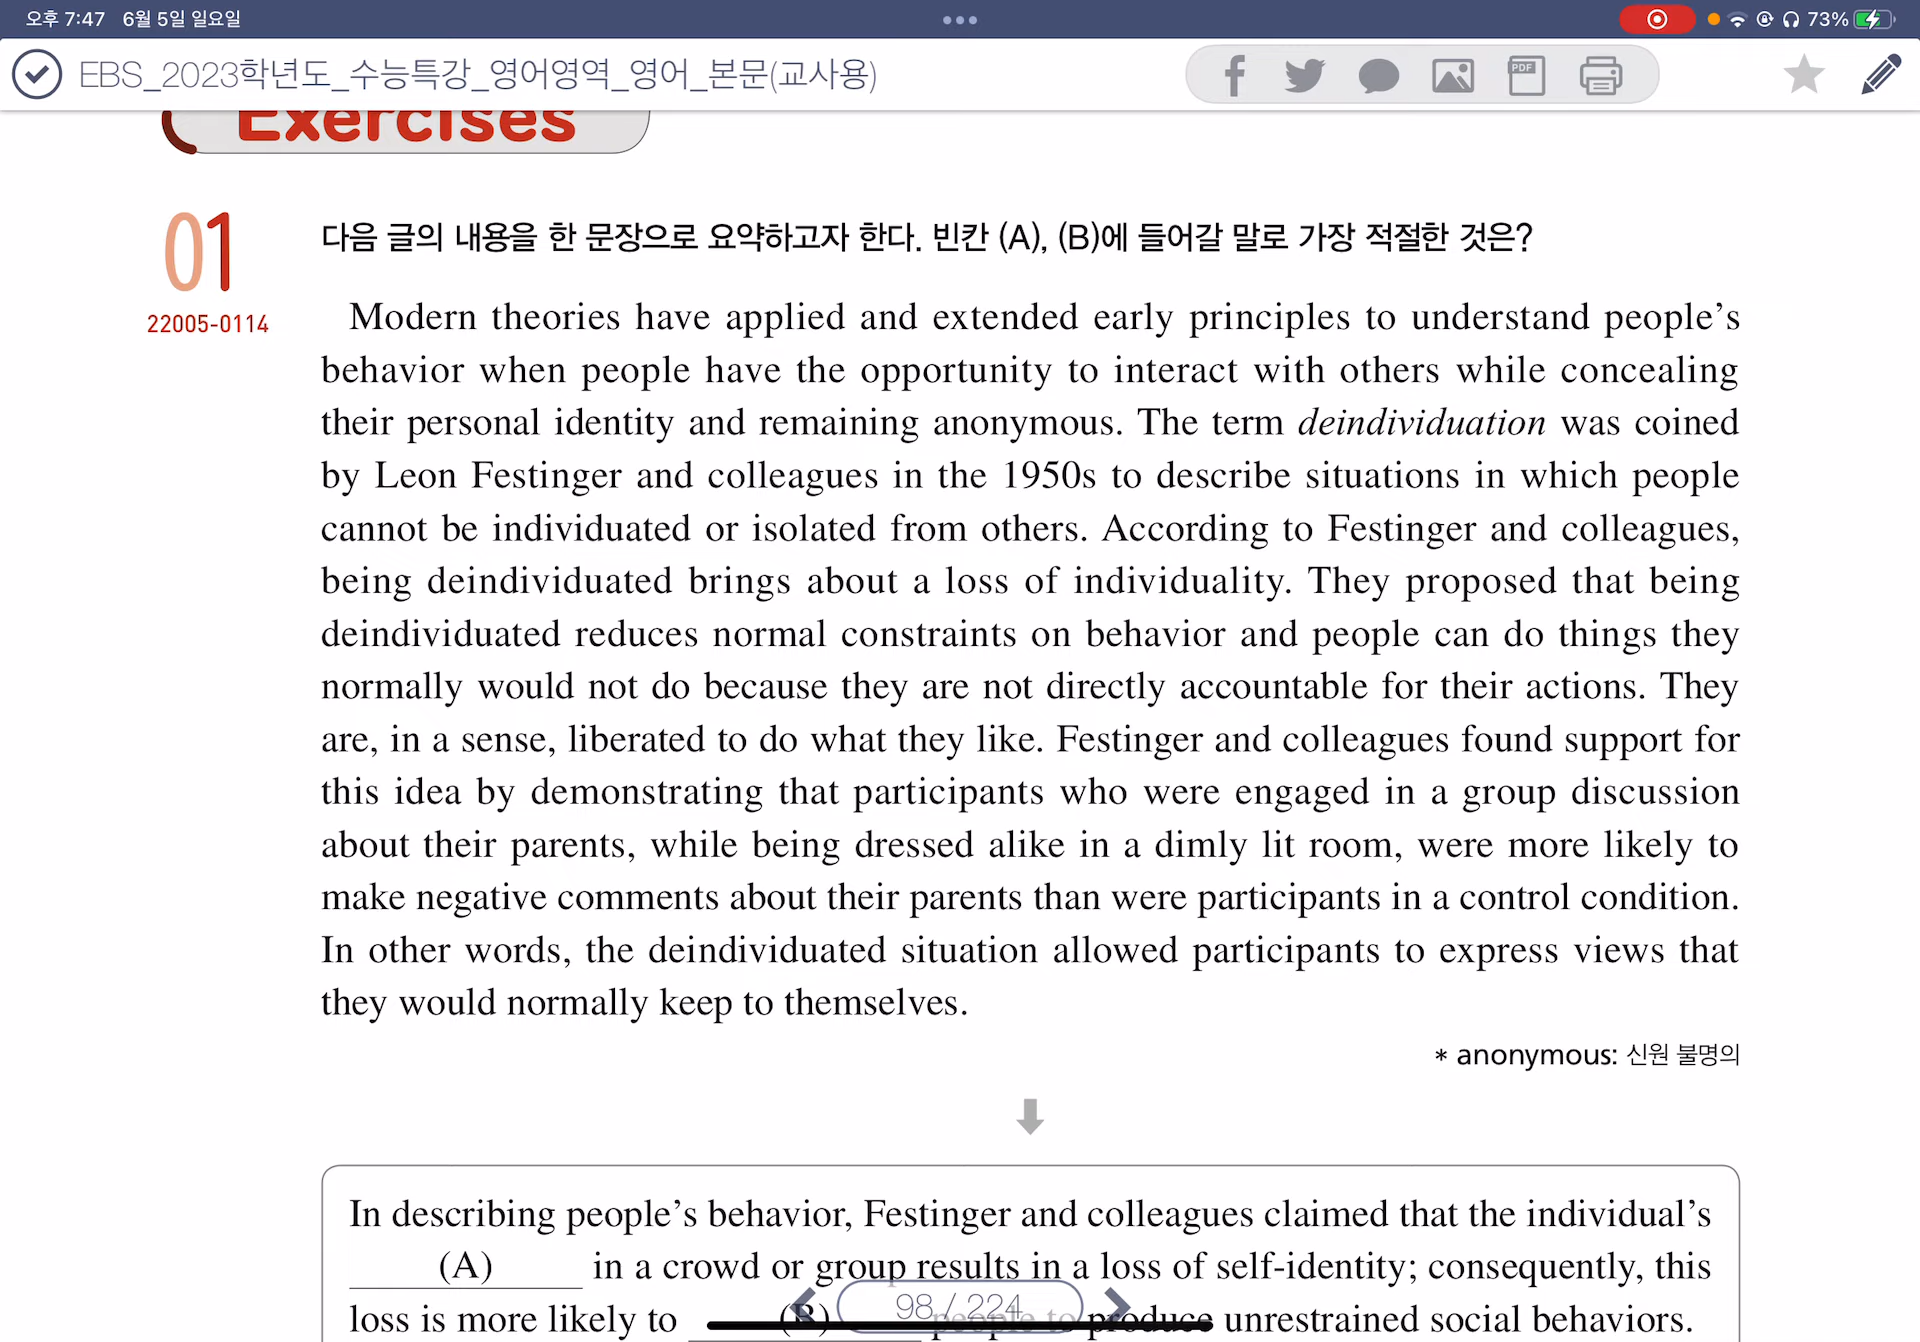 오후 7:47 6월 5일 일요일
73%
EBS_2023학년도_수능특강_영어영역_영어_본문(교사용)
PDF
Exercises
01
22005-0114
다음 글의 내용을 한 문장으로 요약하고자 한다. 빈칸 (A), (B)에 들어갈 말로 가장 적절한 것은?
Modern theories have applied and extended early principles to understand people’s
behavior when people have the opportunity to interact with others while concealing
their personal identity and remaining anonymous. The term deindividuation was coined
by Leon Festinger and colleagues in the 1950s to describe situations in which people
cannot be individuated or isolated from others. According to Festinger and colleagues,
being deindividuated brings about a loss of individuality. They proposed that being
deindividuated reduces normal constraints on behavior and people can do things they
normally would not do because they are not directly accountable for their actions. They
are, in a sense, liberated to do what they like. Festinger and colleagues found support for
this idea by demonstrating that participants who were engaged in a group discussion
about their parents, while being dressed alike in a dimly lit room, were more likely to
make negative comments about their parents than were participants in a control condition.
In other words, the deindividuated situation allowed participants to express views that
they would normally keep to themselves.
* anonymous: 신원 불명의
In describing people’s behavior, Festinger and colleagues claimed that the individual’s
(A) in a crowd or group results in a loss of self-identity; consequently, this
loss is more likely to (B) people to produce unrestrained social behaviors.
98 / 224